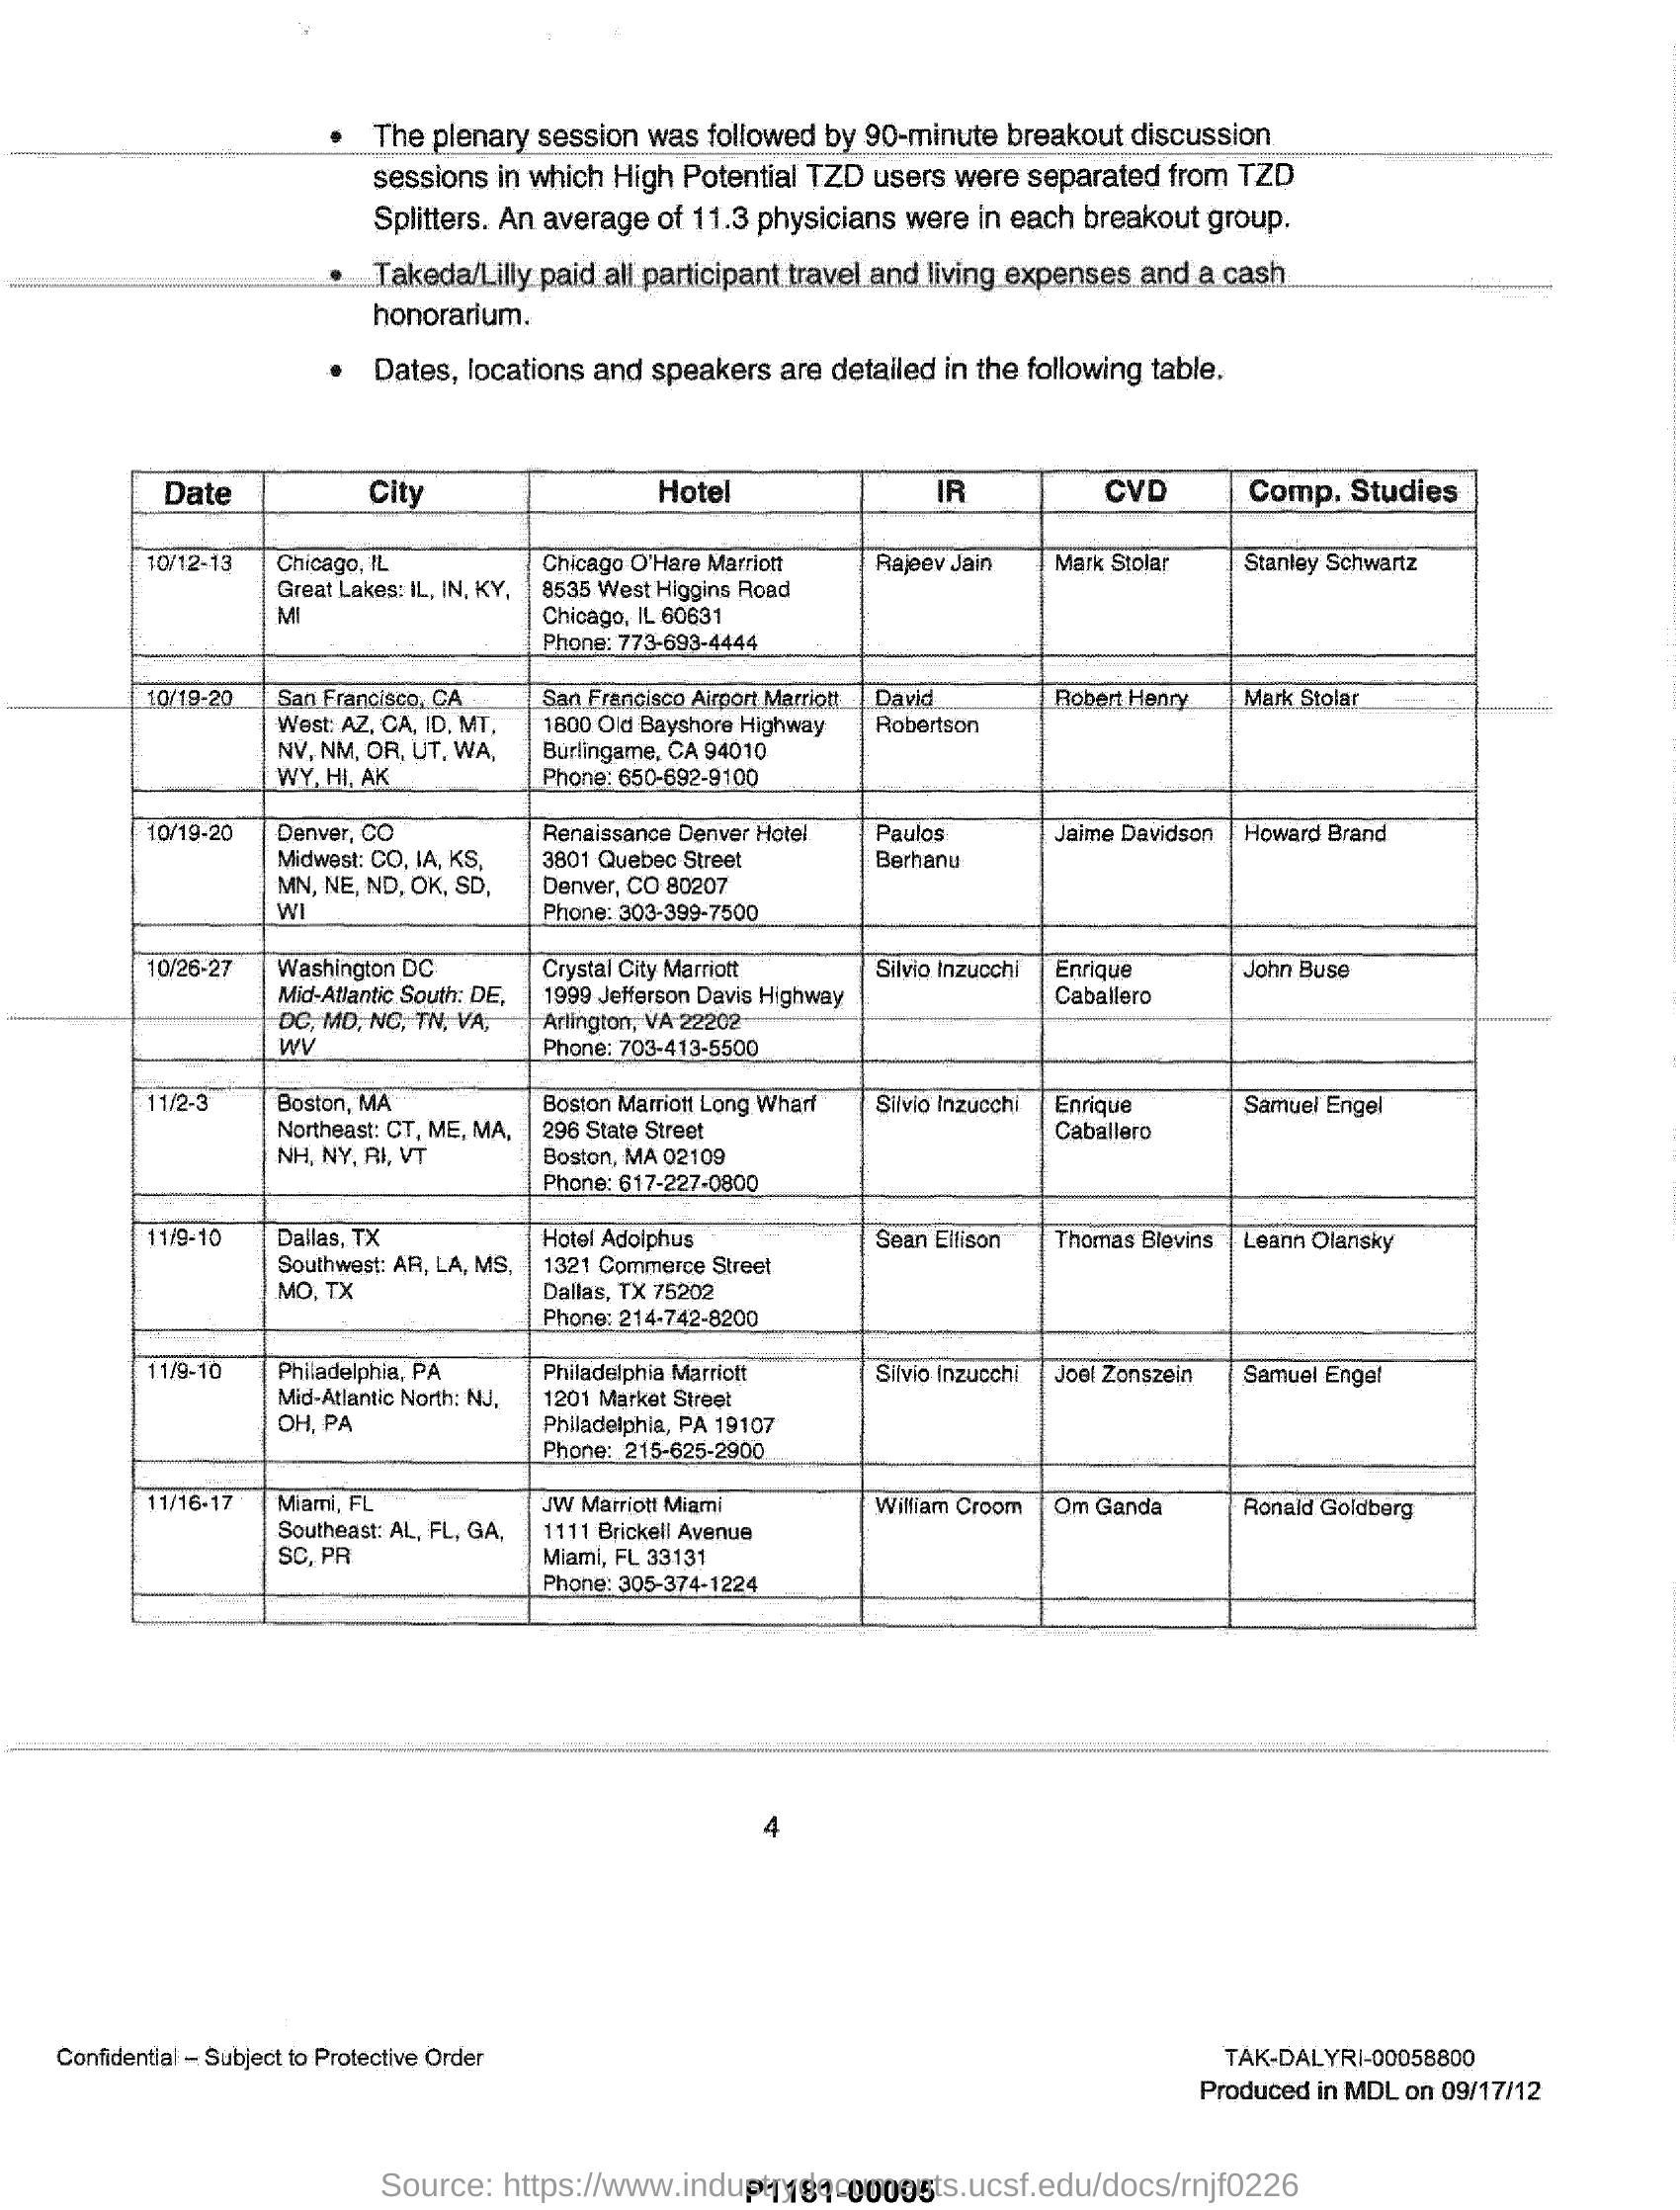 • The plenary session was followed by 90-minute breakout discussion
sessions in which High Potential TZD users were separated from TZD
Splitters. An average of 11.3 physicians were in each breakout group.
• Takeda/Lilly paid all participant travel and living expenses and a cash
honorarium.
• Dates, locations and speakers are detailed in the following table.
Date City Hotel IR CVD Comp. Studies
10/12-13 Chicago, IL Chicago O'Hare Marriott Rajeev Jain Mark Stolar Stanley Schwartz
Great Lakes: IL, IN, KY, 8535 West Higgins Road
MI Chicago, IL 60631
Phone: 773-693-4444
10/19-20 San Francisco, CA San Francisco Airport Marriott David Robert Henry Mark Stolar
West: AZ, CA, ID, MT, 1800 Old Bayshore Highway Robertson
NV, NM, OR, UT, WA, Burlingame, CA 94010
WY, HI, AK Phone: 650-692-9100
10/19-20 Denver, CO Renaissance Denver Hotel Paulos Jaime Davidson Howard Brand
Midwest: CO, IA, KS, 3801 Quebec Street Berhanu
MN, NE, ND, OK, SD, Denver, CO 80207
WI Phone: 303-399-7500
10/26-27 Washington DC Crystal City Marriott Silvio Inzucchi Enrique John Buse
Mid-Atlantic South: DE, 1999 Jefferson Davis Highway Caballero
DC, MD, NC, TN, VA, Arlington, VA 22202
WV Phone: 703-413-5500
11/2-3 Boston, MA Boston Marriott Long Wharf Silvio Inzucchi Enrique Samuel Engel
Northeast: CT, ME, MA, 296 State Street Caballero
NH, NY, RI, VT Boston, MA 02109
Phone: 617-227-0800
11/9-10 Dallas, TX Hotel Adolphus Sean Ellison Thomas Blevins Leann Olansky
Southwest: AR, LA, MS, 1321 Commerce Street
MO, TX Dallas, TX 75202
Phone: 214-742-8200
11/9-10 Philadelphia, PA Philadelphia Marriott Silvio Inzucchi Joel Zonszein Samuel Engel
Mid-Atlantic North: NJ, 1201 Market Street
OH, PA Philadelphia, PA 19107
Phone: 215-625-2900
11/16-17 Miami, FL JW Marriott Miami William Croom Om Ganda Ronald Goldberg
Southeast: AL, FL, GA, 1111 Brickell Avenue
SC, PR Miami, FL 33131
Phone: 305-374-1224
4
Confidential – Subject to Protective Order TAK-DALYRI-00058800
Produced in MDL on 09/17/12
Source: https://www.industrydocuments.ucsf.edu/docs/rnjf0226
P1181-00005